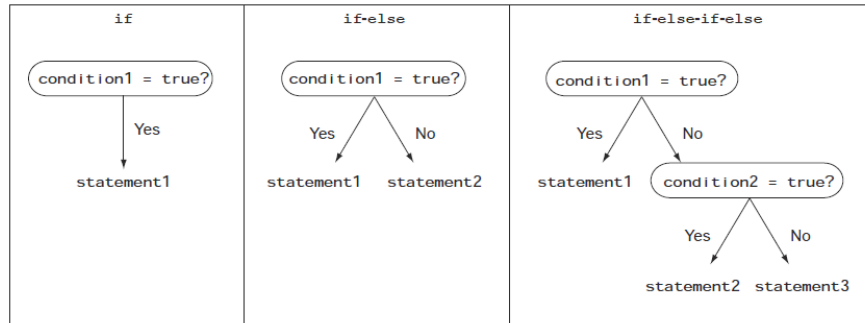 if
condition1 = true?
Yes
statement1
if-else
condition1 = true?
Yes No
statement1 statement2
if-else-if-else
condition1 = true?
Yes No
statement1 condition2 = true?
Yes No
statement2 statement3